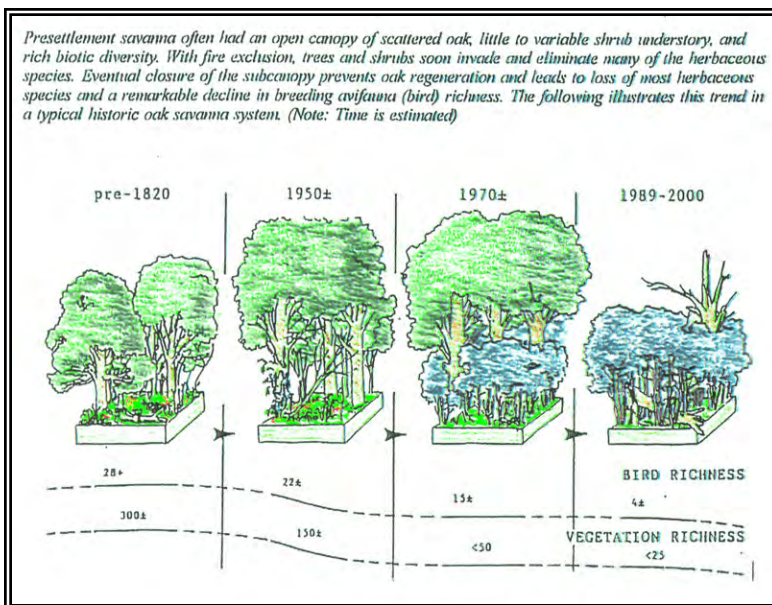 Presettlement savanna often had an open canopy of scattered oak, little to variable shrub understory, and
rich biotic diversity. With fire exclusion, trees and shrubs soon invade and eliminate many of the herbaceous
species. Eventual closure of the subcanopy prevents oak regeneration and leads to loss of most herbaceous
species and a remarkable decline in breeding avifauna (bird) richness. The following illustrates this trend in
a typical historic oak savanna system. (Note: Time is estimated)
pre-1820 1950± 1970± 1989-2000
BIRD RICHNESS
28+ 22± 15± 4±
VEGETATION RICHNESS
300± 150± <50 <25